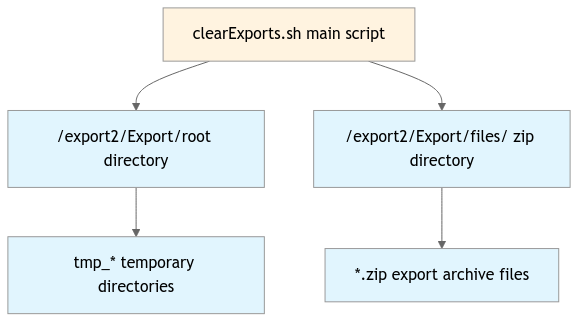 clearExports.sh main script
/export2/Export/root
directory
/export2/Export/files/ zip
directory
tmp_* temporary
directories
*.zip export archive files